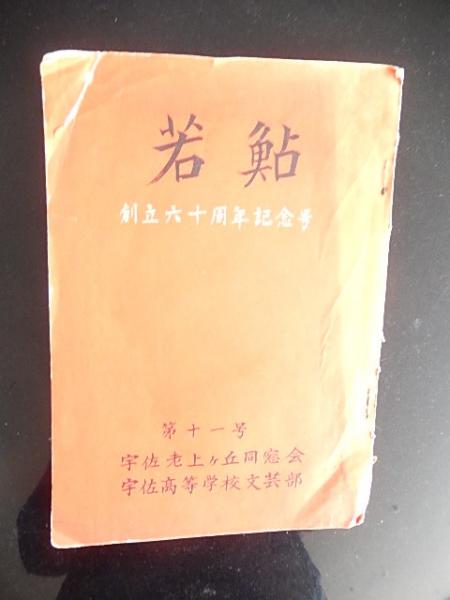 若鮎
創立六十周年記念号
第十一号
宇佐老上ヶ丘同窓会
宇佐高等学校文芸部